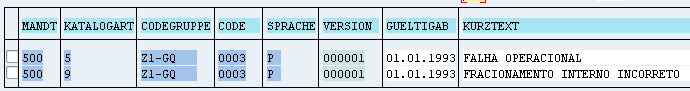 MANDT KATALOGART CODEGRUPPE CODE SPRACHE VERSION GUELTIGAB KURZTEXT
500 5 Z1-GQ 0003 P 000001 01.01.1993 FALHA OPERACIONAL
500 9 Z1-GQ 0003 P 000001 01.01.1993 FRACIONAMENTO INTERNO INCORRETO